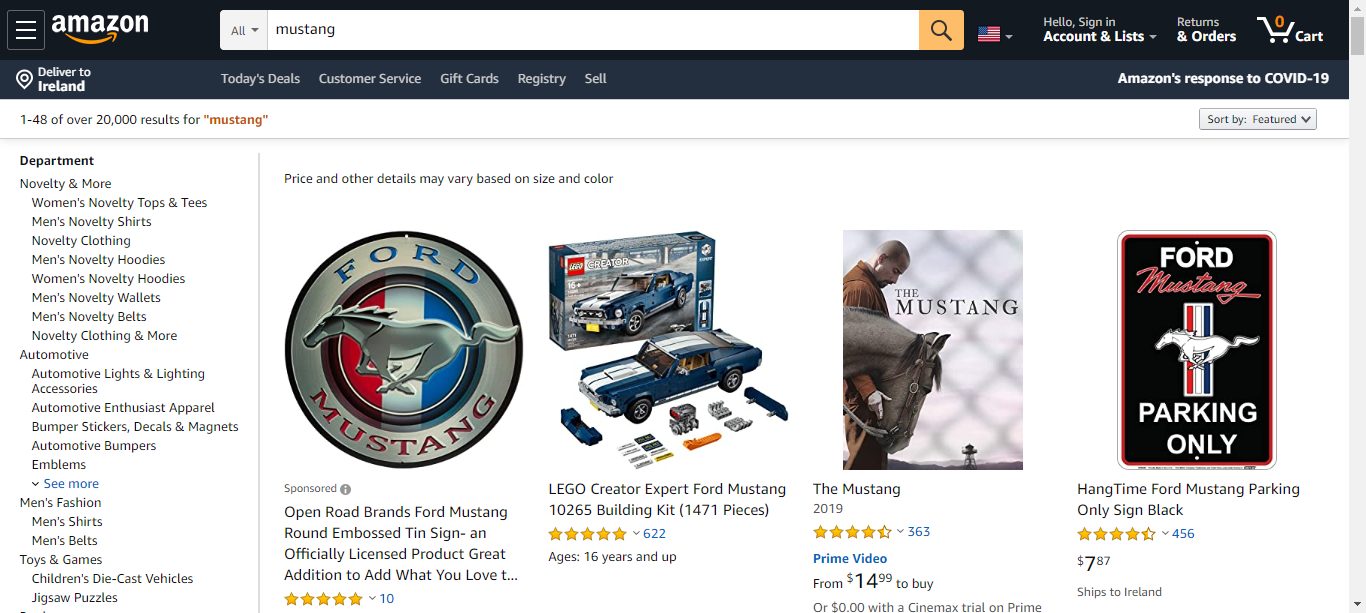 amazon
All
mustang
Hello, Sign in
Account & Lists
Returns
& Orders
0
Cart
Deliver to
Ireland
Today's Deals
Customer Service
Gift Cards
Registry
Sell
Amazon's response to COVID-19
1-48 of over 20,000 results for "mustang"
Sort by: Featured
Department
Novelty & More
Women's Novelty Tops & Tees
Men's Novelty Shirts
Novelty Clothing
Men's Novelty Hoodies
Women's Novelty Hoodies
Men's Novelty Wallets
Men's Novelty Belts
Novelty Clothing & More
Automotive
Automotive Lights & Lighting
Accessories
Automotive Enthusiast Apparel
Bumper Stickers, Decals & Magnets
Automotive Bumpers
Emblems
See more
Men's Fashion
Men's Shirts
Men's Belts
Toys & Games
Children's Die-Cast Vehicles
Jigsaw Puzzles
Price and other details may vary based on size and color
FORD
MUSTANG
Sponsored
Open Road Brands Ford Mustang
Round Embossed Tin Sign- an
Officially Licensed Product Great
Addition to Add What You Love t...
10
LEGO
CREATOR
16+
LEGO Creator Expert Ford Mustang
10265 Building Kit (1471 Pieces)
622
Ages: 16 years and up
THE
MUSTANG
The Mustang
2019
363
Prime Video
From $14.99 to buy
Or $0.00 with a Cinemax trial on Prime
FORD
Mustang
PARKING
ONLY
HangTime Ford Mustang Parking
Only Sign Black
456
$7.87
Ships to Ireland